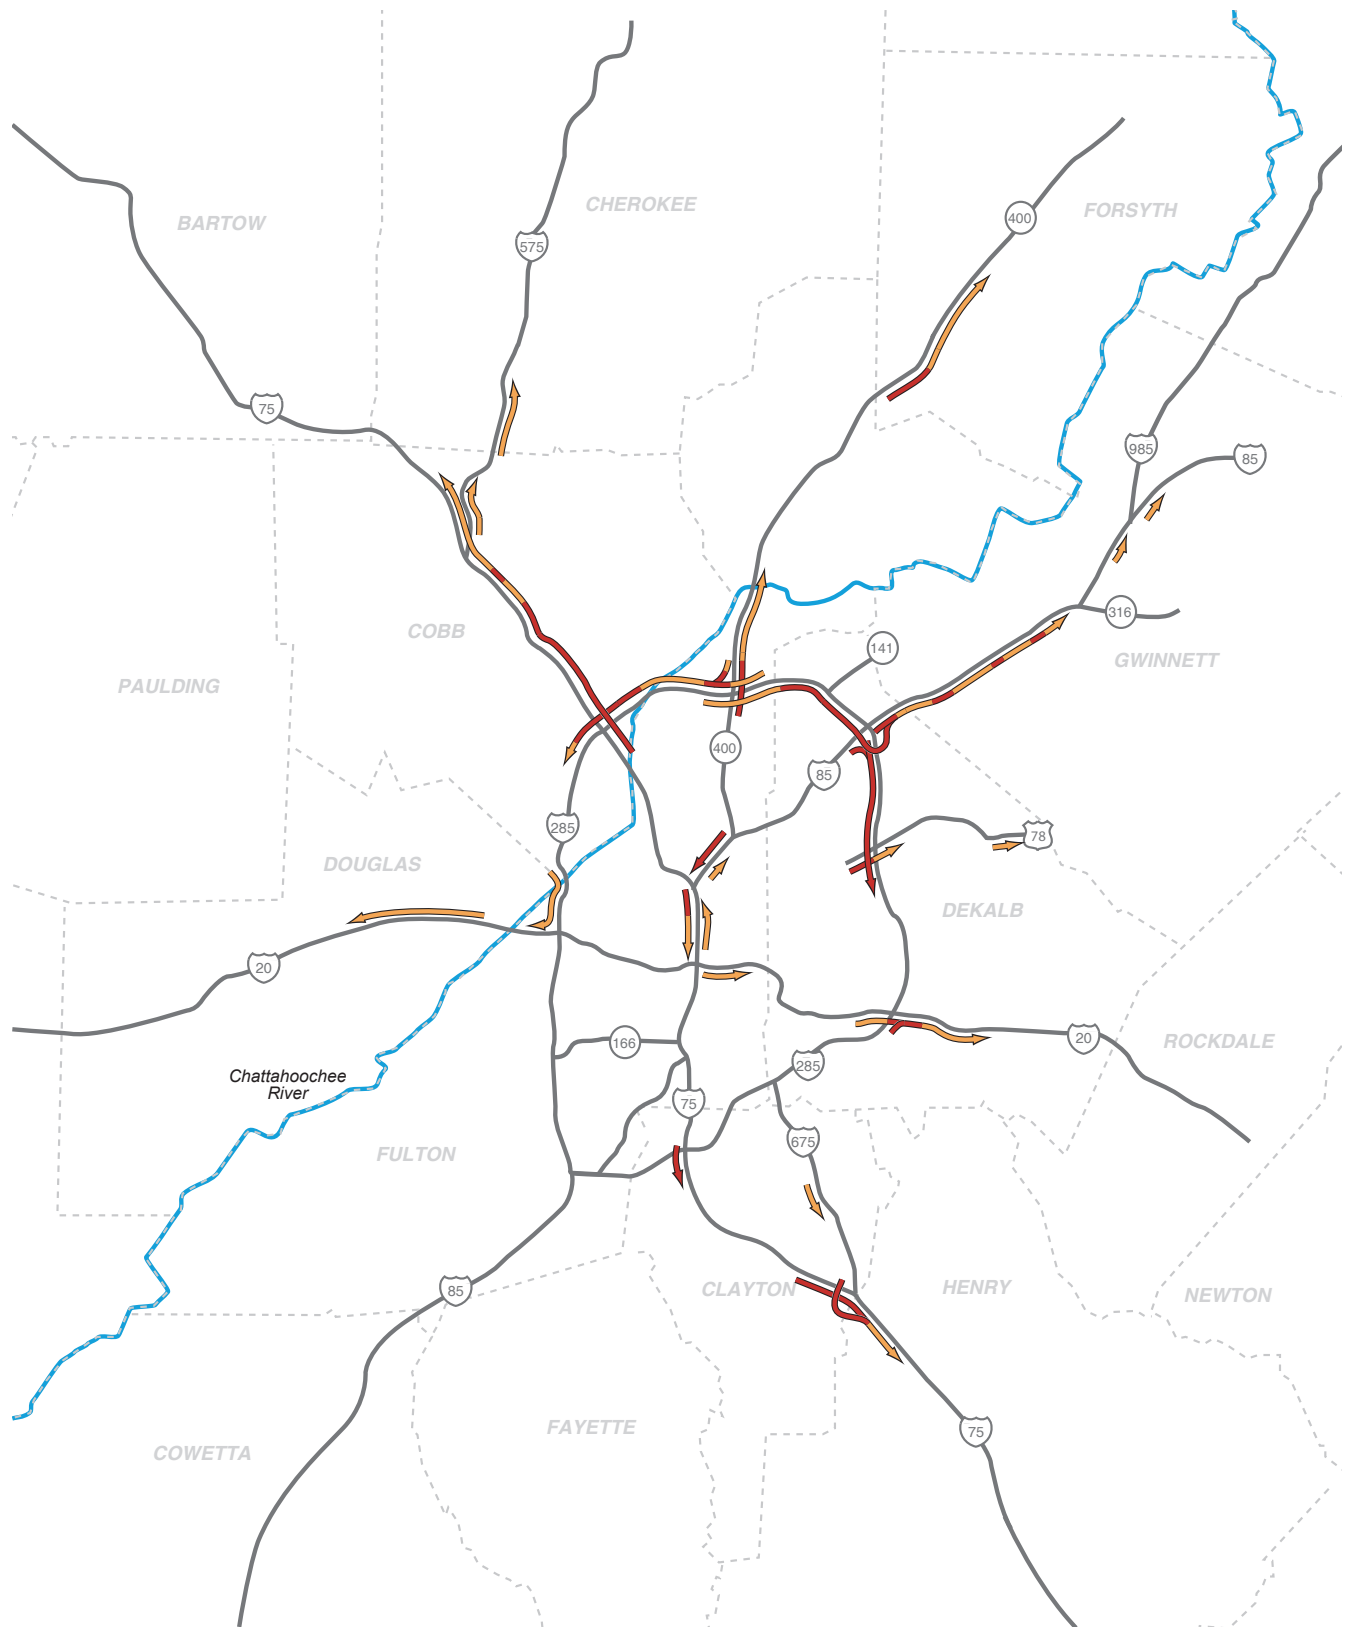 CHEROKEE
FORSYTH
400
BARTOW
575
75
985
85
316
COBB
141
GWINNETT
PAULDING
400
85
285
78
DOUGLAS
DEKALB
20
166
20
ROCKDALE
285
Chattahoochee
River
75
675
FULTON
85
CLAYTON
HENRY
NEWTON
FAYETTE
75
COWETTA